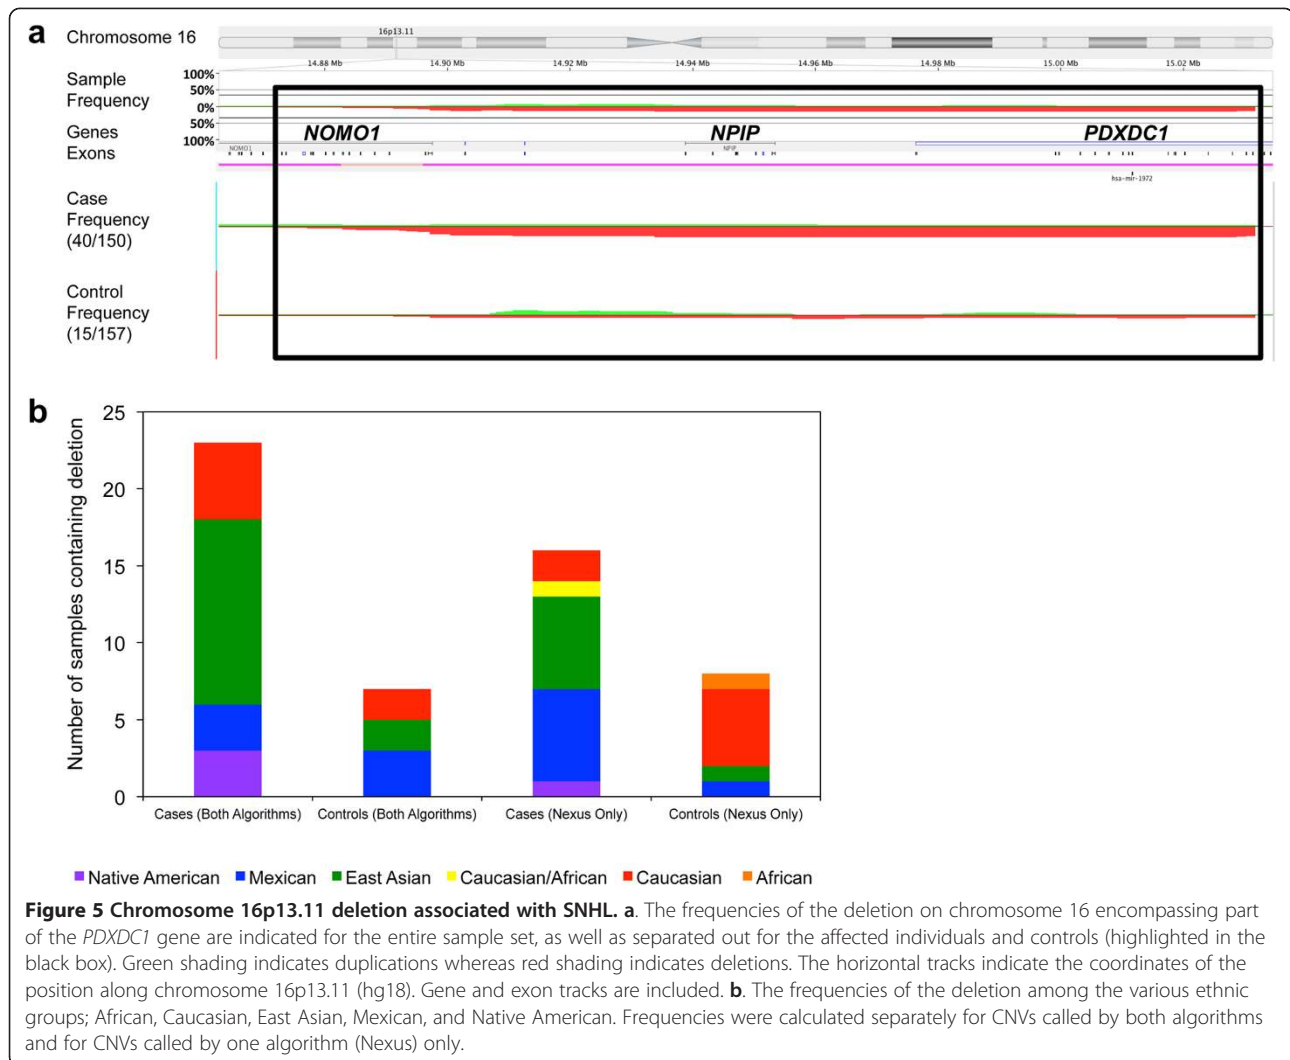 a
Chromosome 16
16p13.11
14.88 Mb 14.90 Mb 14.92 Mb 14.94 Mb 14.96 Mb 14.98 Mb 15.00 Mb 15.02 Mb
Sample
Frequency
100%
50%
0%
50%
100%
Genes
Exons
NOMO1 NPIP PDXDC1
NOMO1 NPIP
hsa-mir-1972
Case
Frequency
(40/150)
Control
Frequency
(15/157)
b
Number of samples containing deletion
25
20
15
10
5
0
Cases (Both Algorithms) Controls (Both Algorithms) Cases (Nexus Only) Controls (Nexus Only)
Native American Mexican East Asian Caucasian/African Caucasian African
Figure 5 Chromosome 16p13.11 deletion associated with SNHL. a. The frequencies of the deletion on chromosome 16 encompassing part
of the PDXDC1 gene are indicated for the entire sample set, as well as separated out for the affected individuals and controls (highlighted in the
black box). Green shading indicates duplications whereas red shading indicates deletions. The horizontal tracks indicate the coordinates of the
position along chromosome 16p13.11 (hg18). Gene and exon tracks are included. b. The frequencies of the deletion among the various ethnic
groups; African, Caucasian, East Asian, Mexican, and Native American. Frequencies were calculated separately for CNVs called by both algorithms
and for CNVs called by one algorithm (Nexus) only.